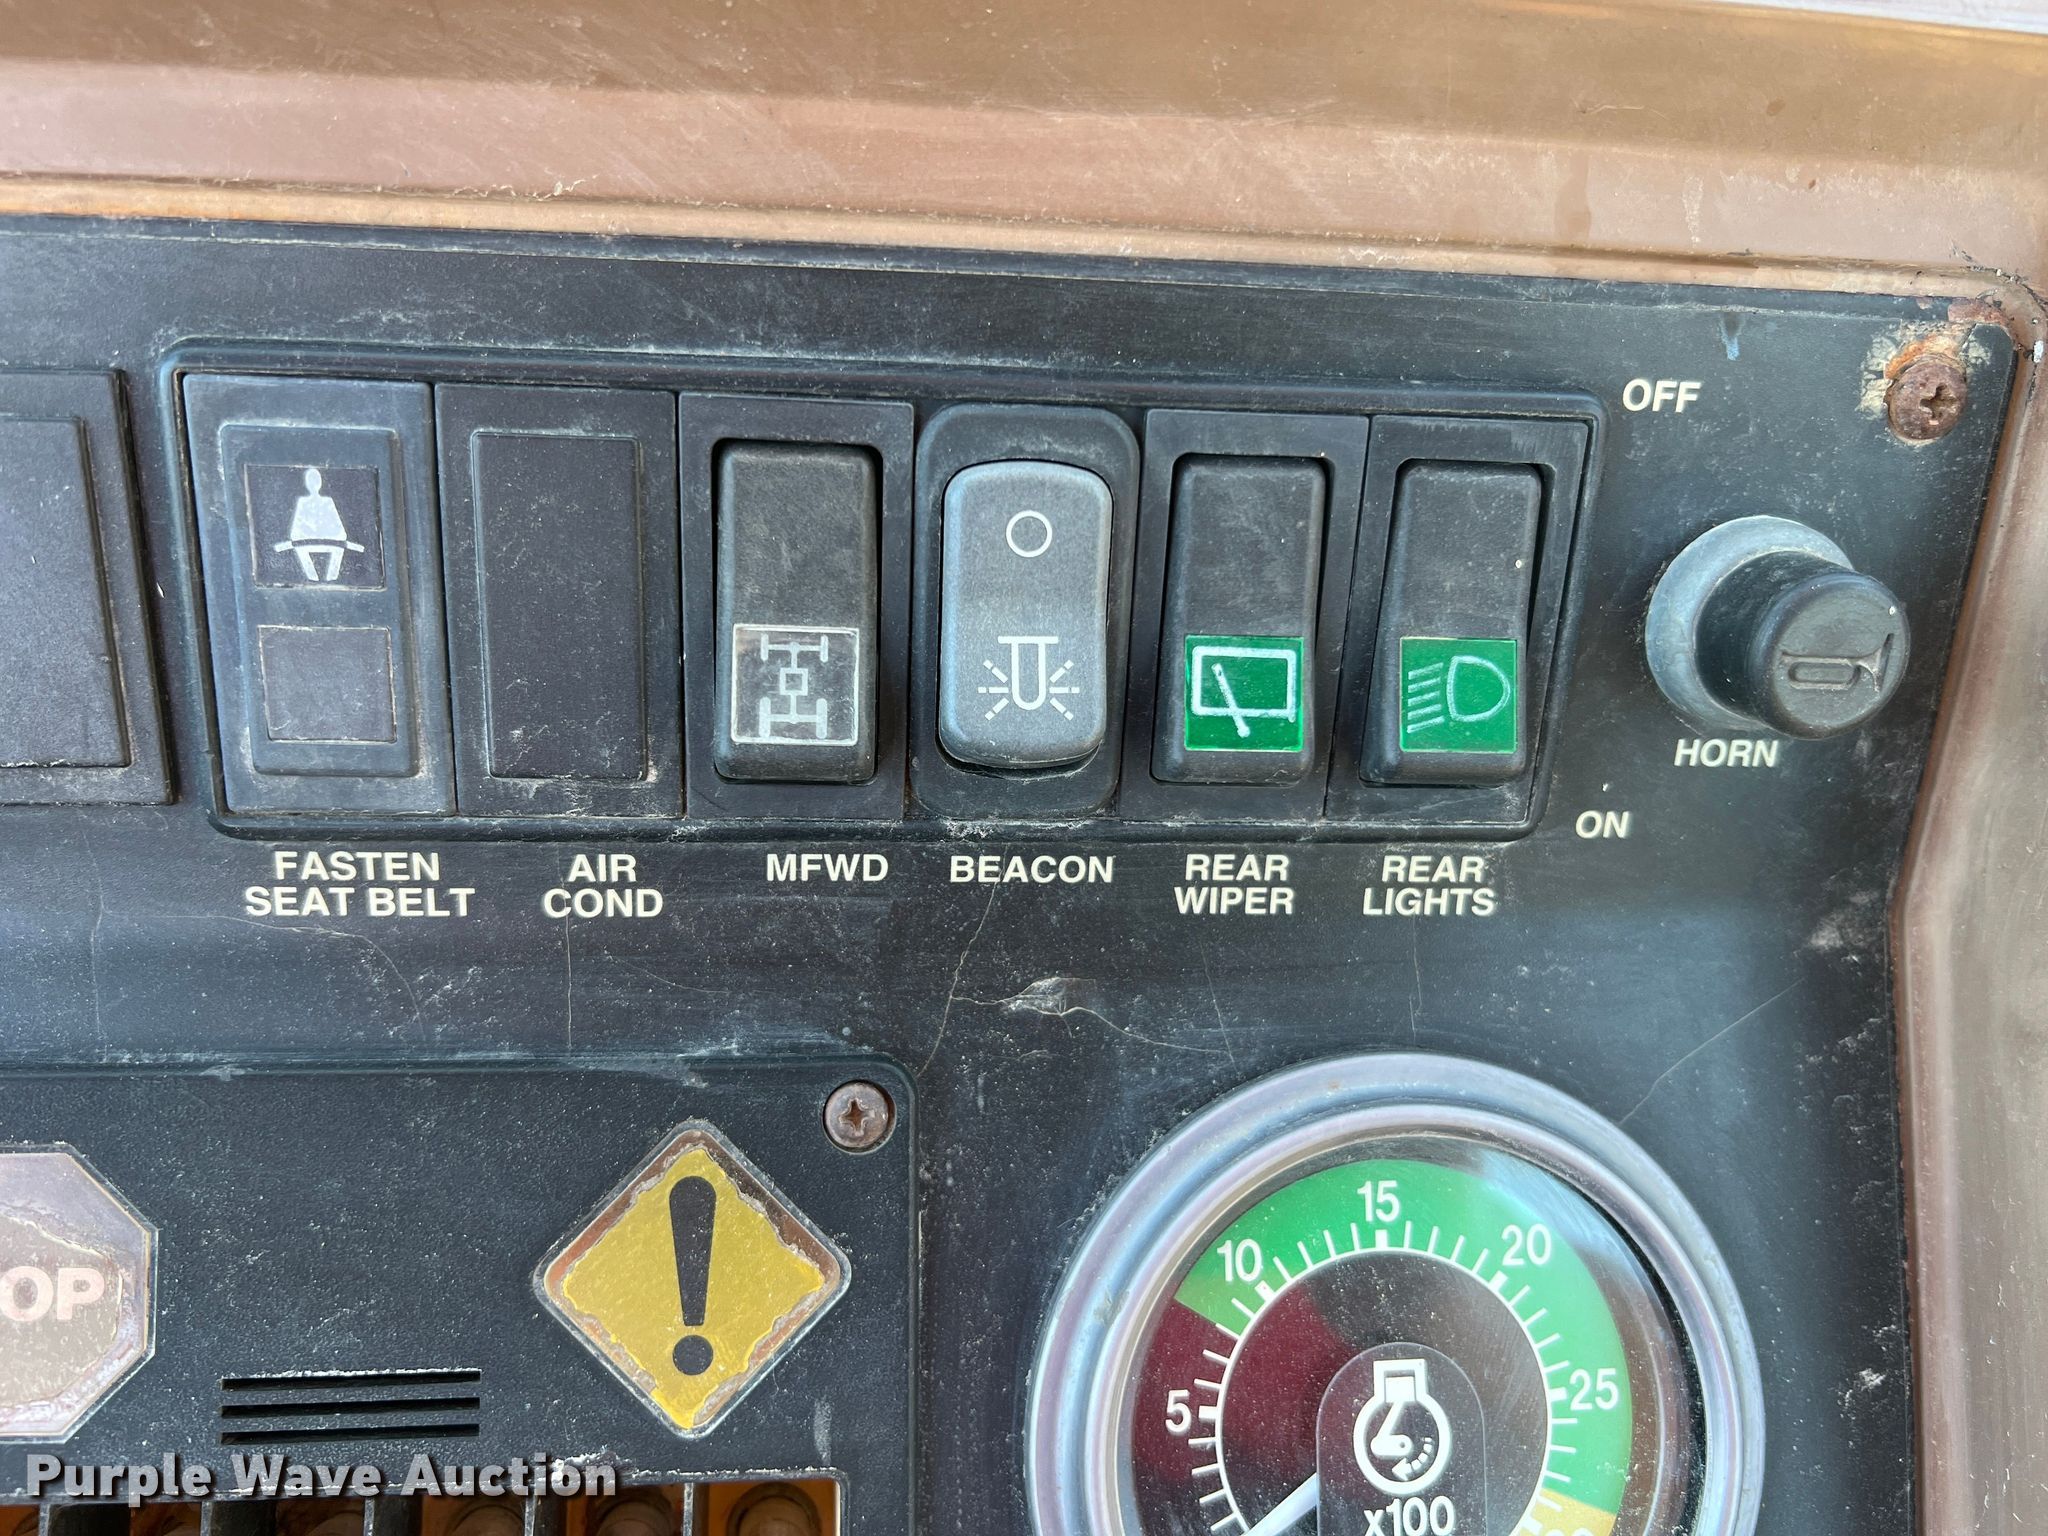 OFF
HORN
ON
FASTEN
SEAT BELT
AIR
COND
MFWD
BEACON
REAR
WIPER
REAR
LIGHTS
OP
5
10
15
20
25
x100
Purple Wave Auction